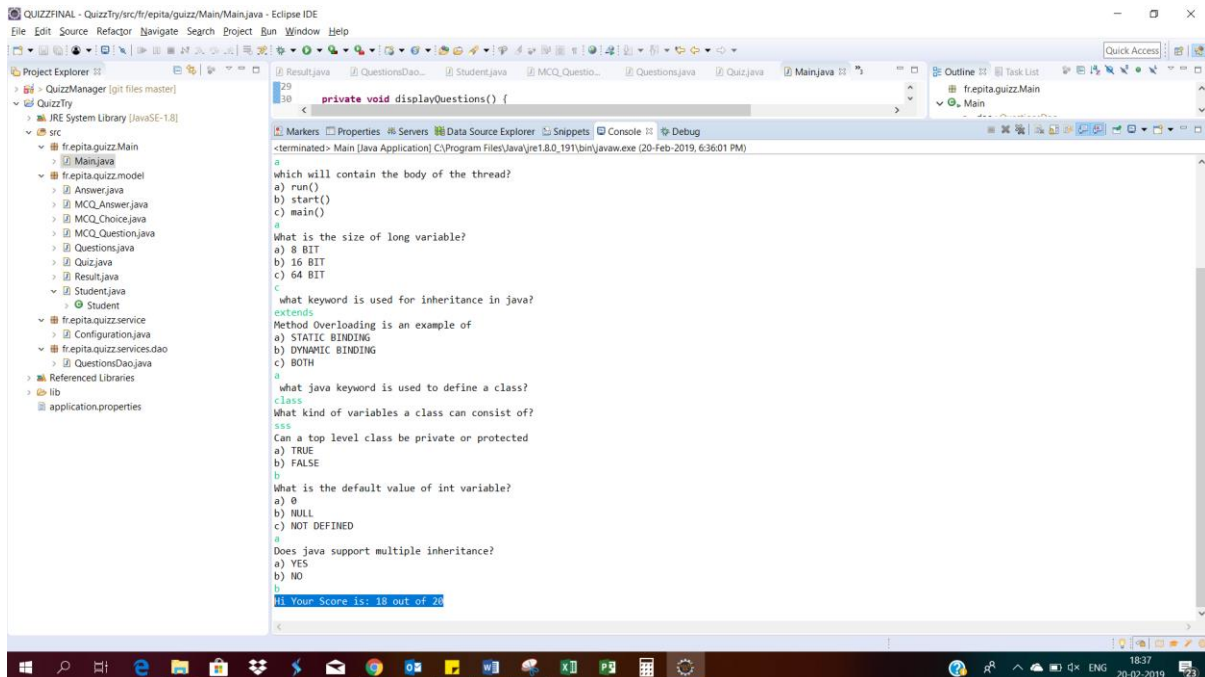 QUIZZFINAL - QuizzTry/src/fr/epita/guizz/Main/Main.java - Eclipse IDE
File Edit Source Refactor Navigate Search Project Run Window Help
Quick Access
Project Explorer
Result.java QuestionsDao... Student.java MCQ_Questio... Questions.java Quiz.java Main.java
Outline Task List
> QuizzManager [git files master]
QuizzTry
JRE System Library [JavaSE-1.8]
src
fr.epita.guizz.Main
Main.java
fr.epita.quizz.model
Answer.java
MCQ_Answer.java
MCQ_Choice.java
MCQ_Question.java
Questions.java
Quiz.java
Result.java
Student.java
Student
fr.epita.quizz.service
Configuration.java
fr.epita.quizz.services.dao
QuestionsDao.java
Referenced Libraries
lib
application.properties
29
30 private void displayQuestions() {
fr.epita.guizz.Main
Main
Markers Properties Servers Data Source Explorer Snippets Console Debug
<terminated> Main [Java Application] C:\Program Files\Java\jre1.8.0_191\bin\javaw.exe (20-Feb-2019, 6:36:01 PM)
a
which will contain the body of the thread?
a) run()
b) start()
c) main()
a
What is the size of long variable?
a) 8 BIT
b) 16 BIT
c) 64 BIT
c
what keyword is used for inheritance in java?
extends
Method Overloading is an example of
a) STATIC BINDING
b) DYNAMIC BINDING
c) BOTH
a
what java keyword is used to define a class?
class
What kind of variables a class can consist of?
sss
Can a top level class be private or protected
a) TRUE
b) FALSE
b
What is the default value of int variable?
a) 0
b) NULL
c) NOT DEFINED
a
Does java support multiple inheritance?
a) YES
b) NO
b
Hi Your Score is: 18 out of 20
ENG
18:37
20-02-2019
23